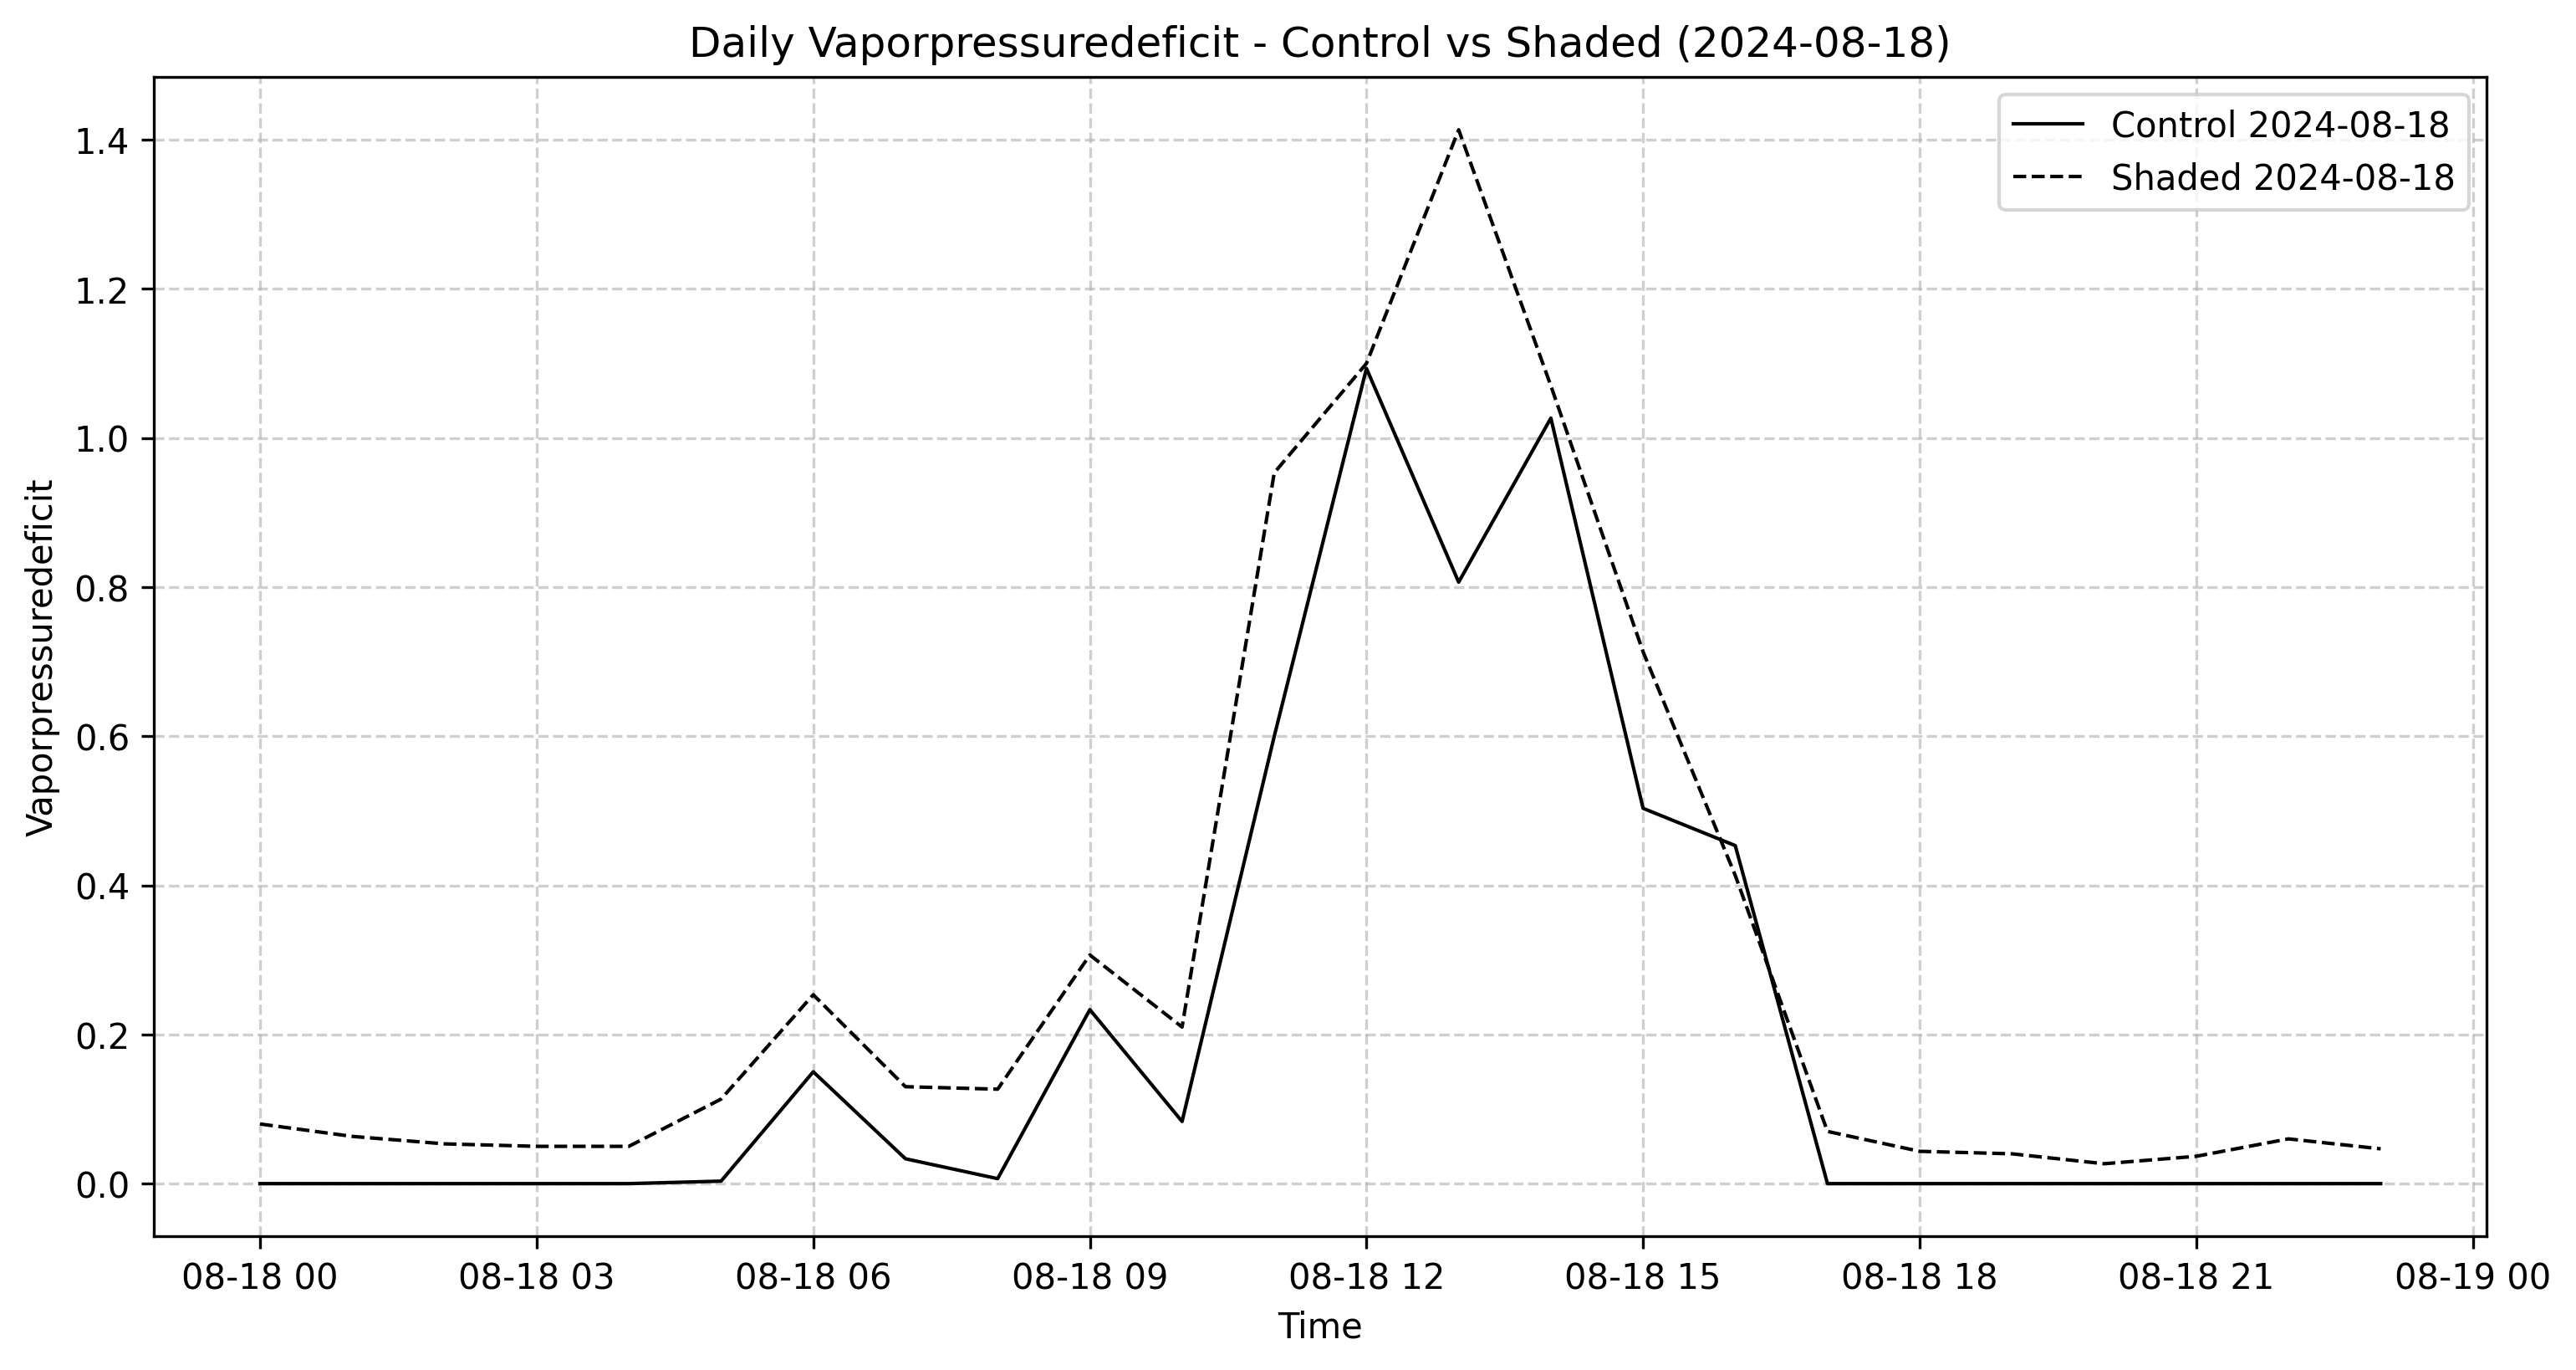 Daily Vaporpressuredeficit - Control vs Shaded (2024-08-18)
Control 2024-08-18
Shaded 2024-08-18
Vaporpressuredeficit
1.4
1.2
1.0
0.8
0.6
0.4
0.2
0.0
08-18 00 08-18 03 08-18 06 08-18 09 08-18 12 08-18 15 08-18 18 08-18 21 08-19 00
Time